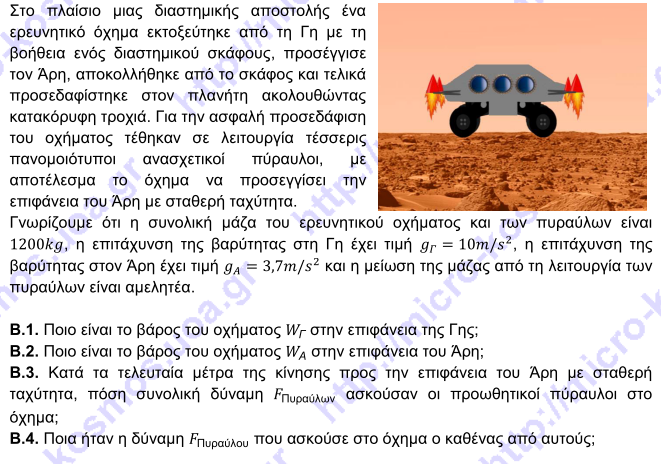 Στο πλαίσιο μιας διαστημικής αποστολής ένα
ερευνητικό όχημα εκτοξεύτηκε από τη Γη με τη
βοήθεια ενός διαστημικού σκάφους, προσέγγισε
τον Άρη, αποκολλήθηκε από το σκάφος και τελικά
προσεδαφίστηκε στον πλανήτη ακολουθώντας
κατακόρυφη τροχιά. Για την ασφαλή προσεδάφιση
του οχήματος τέθηκαν σε λειτουργία τέσσερις
πανομοιότυποι ανασχετικοί πύραυλοι, με
αποτέλεσμα το όχημα να προσεγγίσει την
επιφάνεια του Άρη με σταθερή ταχύτητα.
Γνωρίζουμε ότι η συνολική μάζα του ερευνητικού οχήματος και των πυραύλων είναι
1200kg, η επιτάχυνση της βαρύτητας στη Γη έχει τιμή g_Γ = 10m/s², η επιτάχυνση της
βαρύτητας στον Άρη έχει τιμή g_A = 3,7m/s² και η μείωση της μάζας από τη λειτουργία των
πυραύλων είναι αμελητέα.
Β.1. Ποιο είναι το βάρος του οχήματος W_Γ στην επιφάνεια της Γης;
Β.2. Ποιο είναι το βάρος του οχήματος W_A στην επιφάνεια του Άρη;
Β.3. Κατά τα τελευταία μέτρα της κίνησης προς την επιφάνεια του Άρη με σταθερή
ταχύτητα, πόση συνολική δύναμη F_Πυραύλων ασκούσαν οι προωθητικοί πύραυλοι στο
όχημα;
Β.4. Ποια ήταν η δύναμη F_Πυραύλου που ασκούσε στο όχημα ο καθένας από αυτούς;